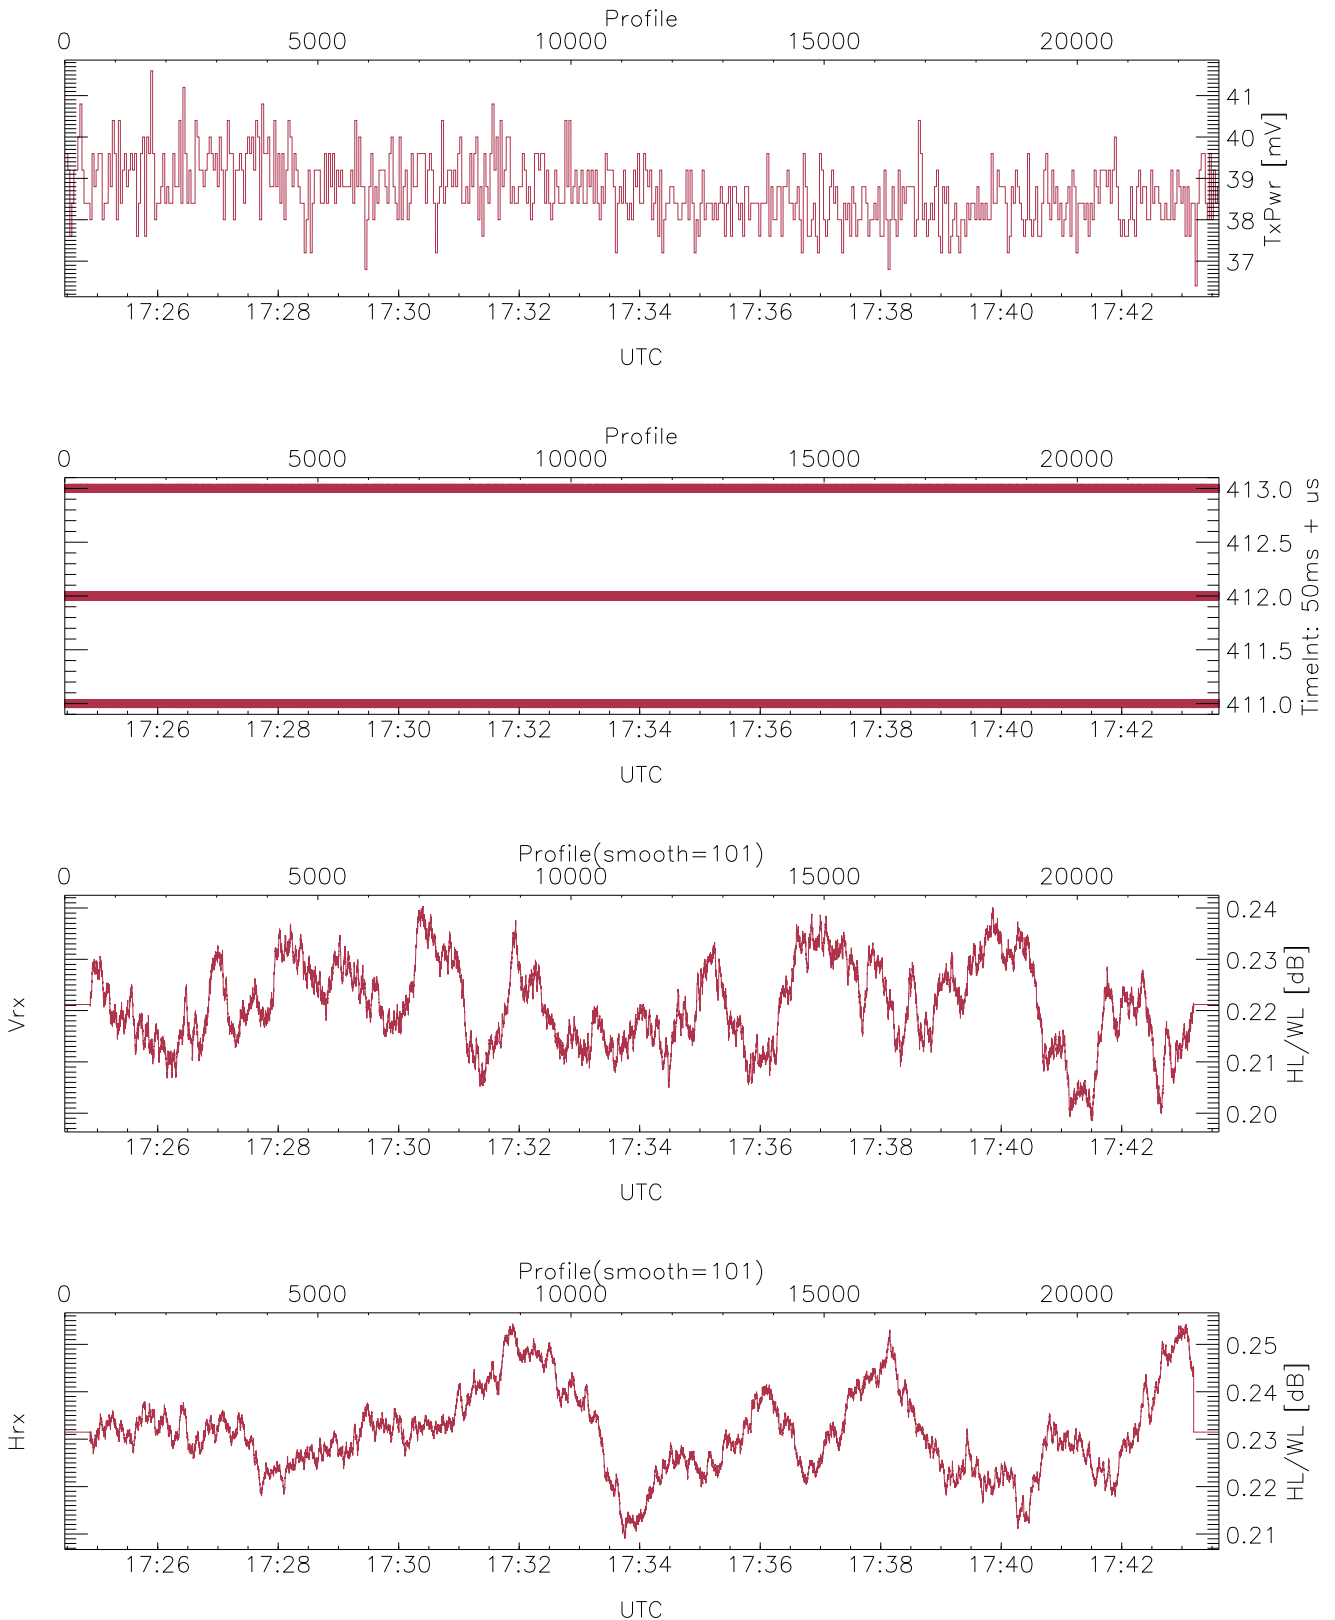 Profile
0 5000 10000 15000 20000
41
40
39
38
37
TxPwr [mV]
17:26 17:28 17:30 17:32 17:34 17:36 17:38 17:40 17:42
UTC
Profile
0 5000 10000 15000 20000
413.0
412.5
412.0
411.5
411.0
TimeInt: 50ms + us
17:26 17:28 17:30 17:32 17:34 17:36 17:38 17:40 17:42
UTC
Profile(smooth=101)
0 5000 10000 15000 20000
Vrx
0.24
0.23
0.22
0.21
0.20
HL/WL [dB]
17:26 17:28 17:30 17:32 17:34 17:36 17:38 17:40 17:42
UTC
Profile(smooth=101)
0 5000 10000 15000 20000
Hrx
0.25
0.24
0.23
0.22
0.21
HL/WL [dB]
17:26 17:28 17:30 17:32 17:34 17:36 17:38 17:40 17:42
UTC